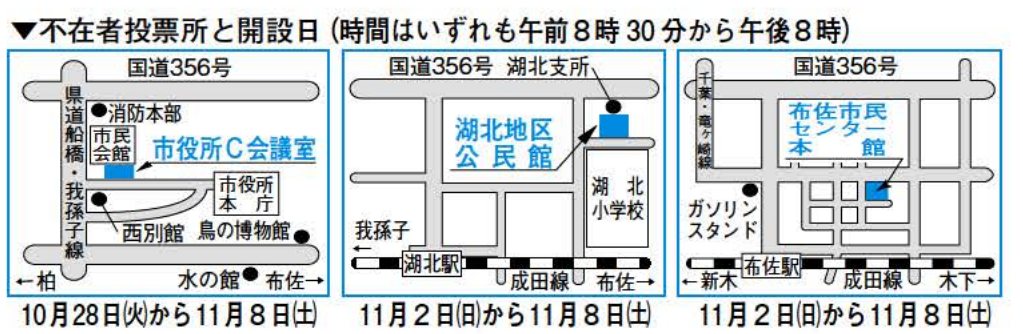 ▼不在者投票所と開設日(時間はいずれも午前8時30分から午後8時)
国道356号
県道船橋・我孫子線
消防本部
市民
会館
市役所C会議室
市役所
本庁
西別館
鳥の博物館
水の館
←柏
布佐→
10月28日(火)から11月8日(土)
国道356号
湖北支所
湖北地区
公民館
湖北
小学校
我孫子
←
湖北駅
成田線
布佐→
11月2日(日)から11月8日(土)
国道356号
千葉・竜ヶ崎線
布佐市民
センター
本館
ガソリン
スタンド
←新木
布佐駅
成田線
木下→
11月2日(日)から11月8日(土)